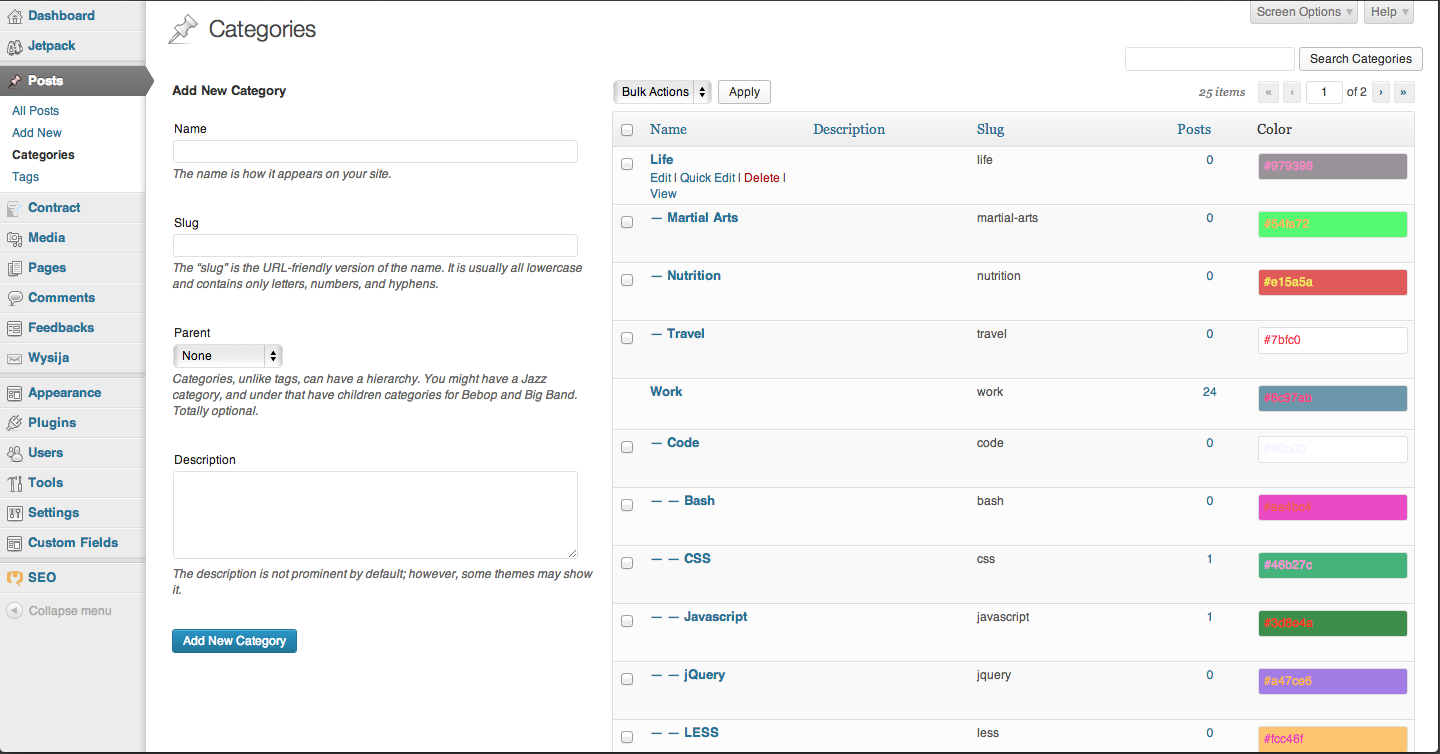 Dashboard
Jetpack
Posts
All Posts
Add New
Categories
Tags
Contract
Media
Pages
Comments
Feedbacks
Wysija
Appearance
Plugins
Users
Tools
Settings
Custom Fields
SEO
Collapse menu
Categories
Screen Options
Help
Search Categories
Add New Category
Name
The name is how it appears on your site.
Slug
The “slug” is the URL-friendly version of the name. It is usually all lowercase
and contains only letters, numbers, and hyphens.
Parent
None
Categories, unlike tags, can have a hierarchy. You might have a Jazz
category, and under that have children categories for Bebop and Big Band.
Totally optional.
Description
The description is not prominent by default; however, some themes may show
it.
Add New Category
Bulk Actions Apply 25 items « ‹ 1 of 2 › »
Name Description Slug Posts Color
Life life 0 #979398
Edit | Quick Edit | Delete |
View
— Martial Arts martial-arts 0
— Nutrition nutrition 0 #e15a5a
— Travel travel 0 #7bfc0
Work work 24 #6c97ab
— Code code 0 #80b00
— — Bash bash 0
— — CSS css 1 #46b27c
— — Javascript javascript 1 #3d8e4a
— — jQuery jquery 0 #a47ce6
— — LESS less 0 #fcc46f